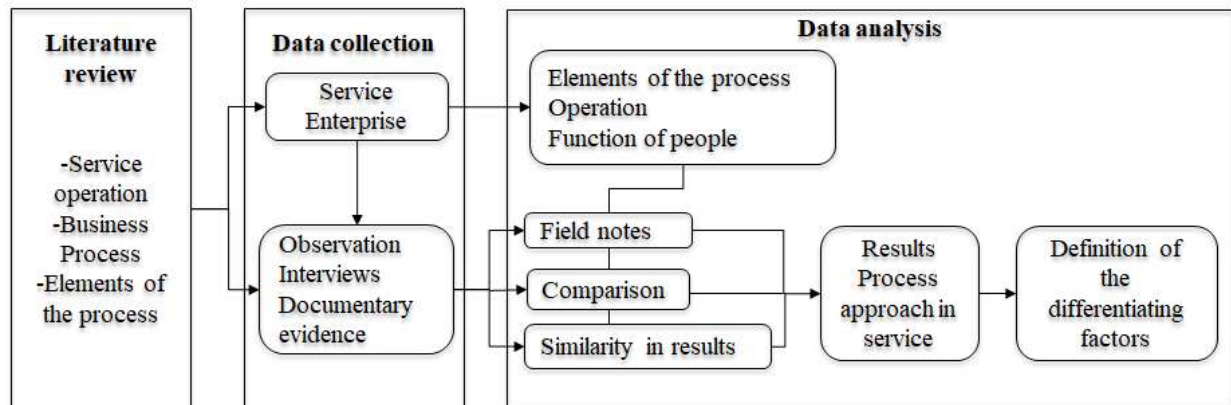 Literature
review
-Service
operation
-Business
Process
-Elements of
the process
Data collection
Service
Enterprise
Observation
Interviews
Documentary
evidence
Data analysis
Elements of the process
Operation
Function of people
Field notes
Comparison
Similarity in results
Results
Process
approach in
service
Definition of
the
differentiating
factors